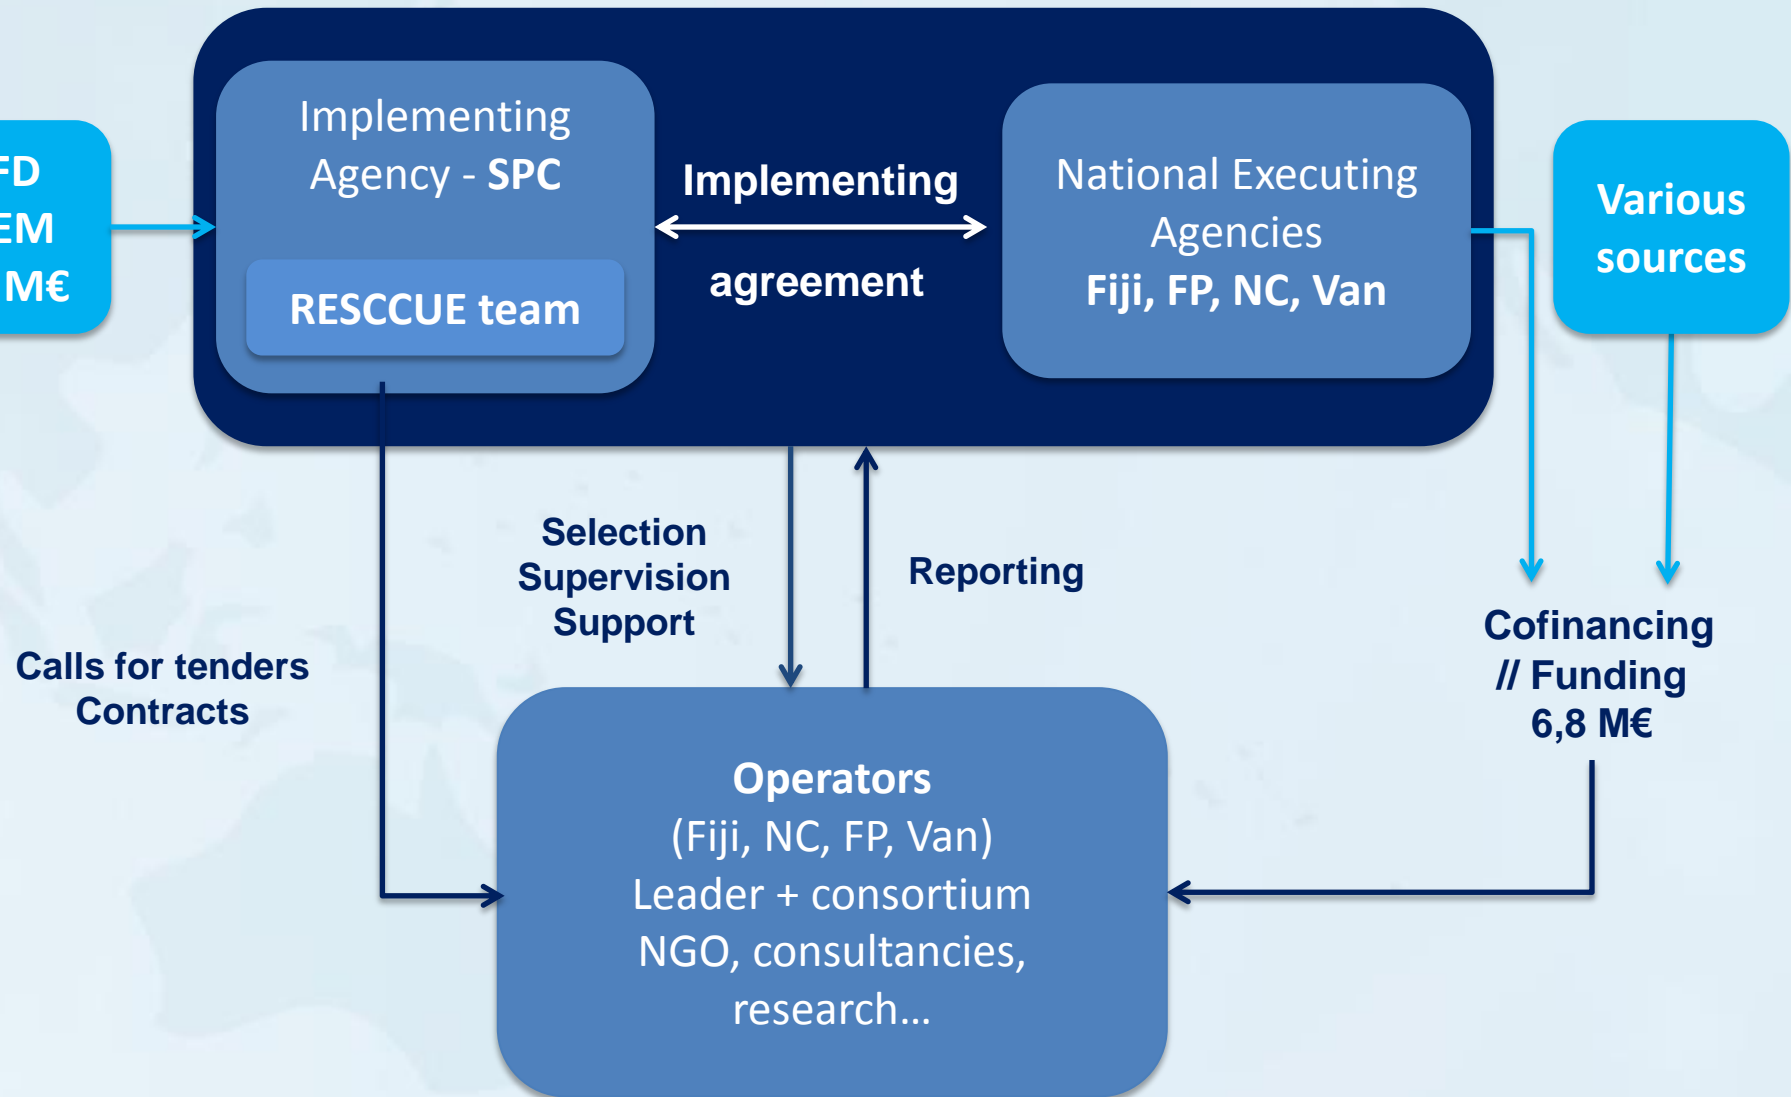 FD
EM
M€
Implementing
Agency - SPC
RESCCUE team
Implementing
agreement
National Executing
Agencies
Fiji, FP, NC, Van
Various
sources
Selection
Supervision
Support
Reporting
Calls for tenders
Contracts
Cofinancing
// Funding
6,8 M€
Operators
(Fiji, NC, FP, Van)
Leader + consortium
NGO, consultancies,
research...